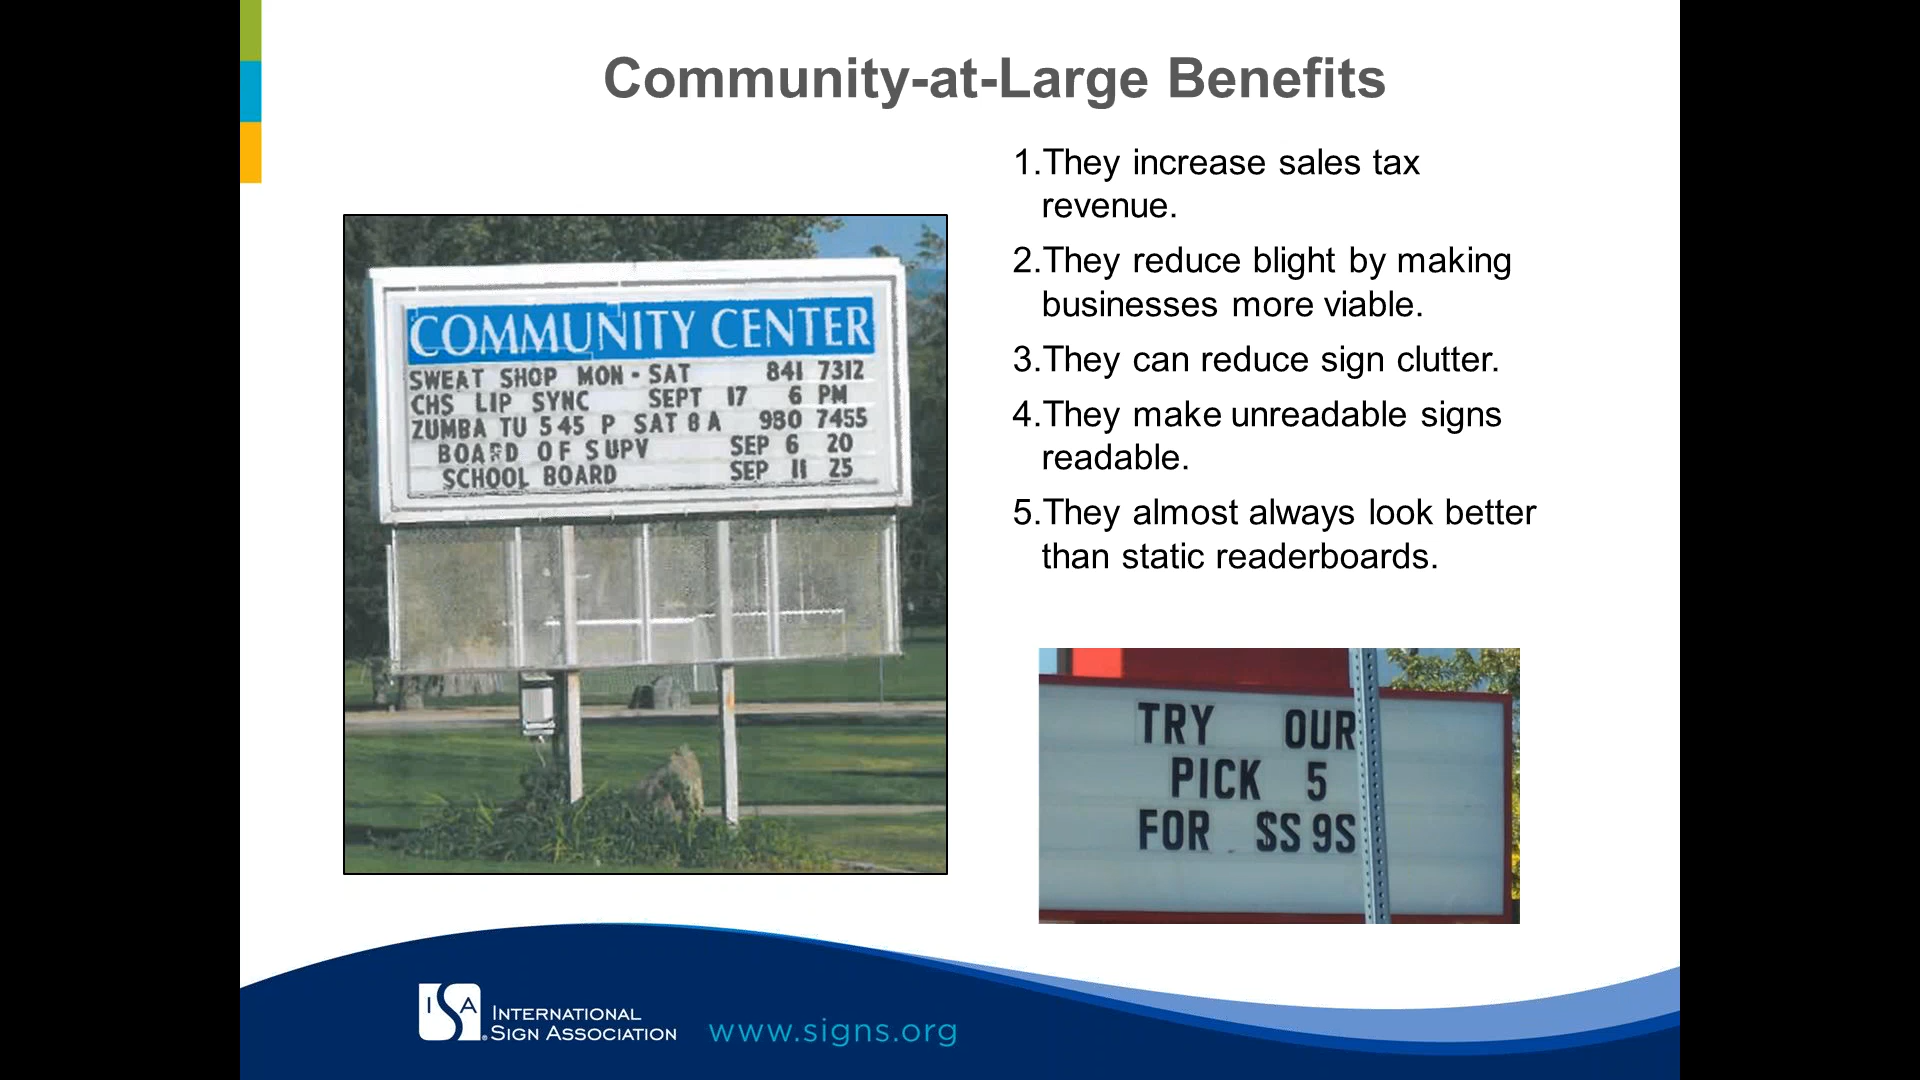 Community-at-Large Benefits
1.They increase sales tax
revenue.
2.They reduce blight by making
businesses more viable.
3.They can reduce sign clutter.
4.They make unreadable signs
readable.
5.They almost always look better
than static readerboards.
COMMUNITY CENTER
SWEAT SHOP MON - SAT 841 7312
CHS LIP SYNC SEPT 17 6 PM
ZUMBA TU 545 P SAT 8 A 930 7455
BOARD OF SUPV SEP 6 20
SCHOOL BOARD SEP 11 25
TRY OUR
PICK 5
FOR $S 9S
ISA
INTERNATIONAL
SIGN ASSOCIATION
www.signs.org